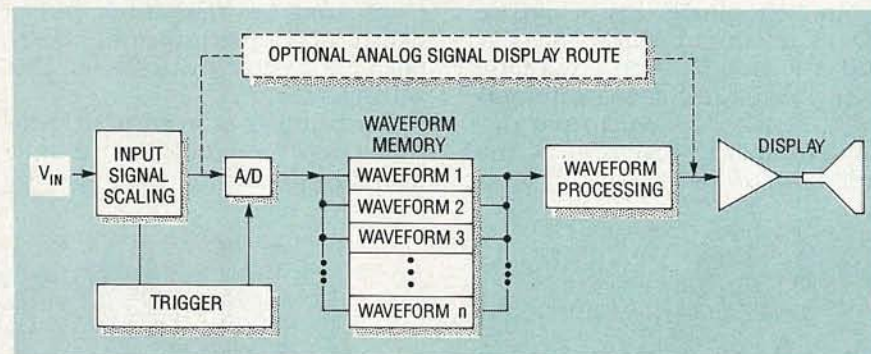 OPTIONAL ANALOG SIGNAL DISPLAY ROUTE
WAVEFORM
MEMORY
DISPLAY
V_IN
INPUT
SIGNAL
SCALING
A/D
WAVEFORM 1
WAVEFORM 2
WAVEFORM 3
WAVEFORM n
WAVEFORM
PROCESSING
TRIGGER